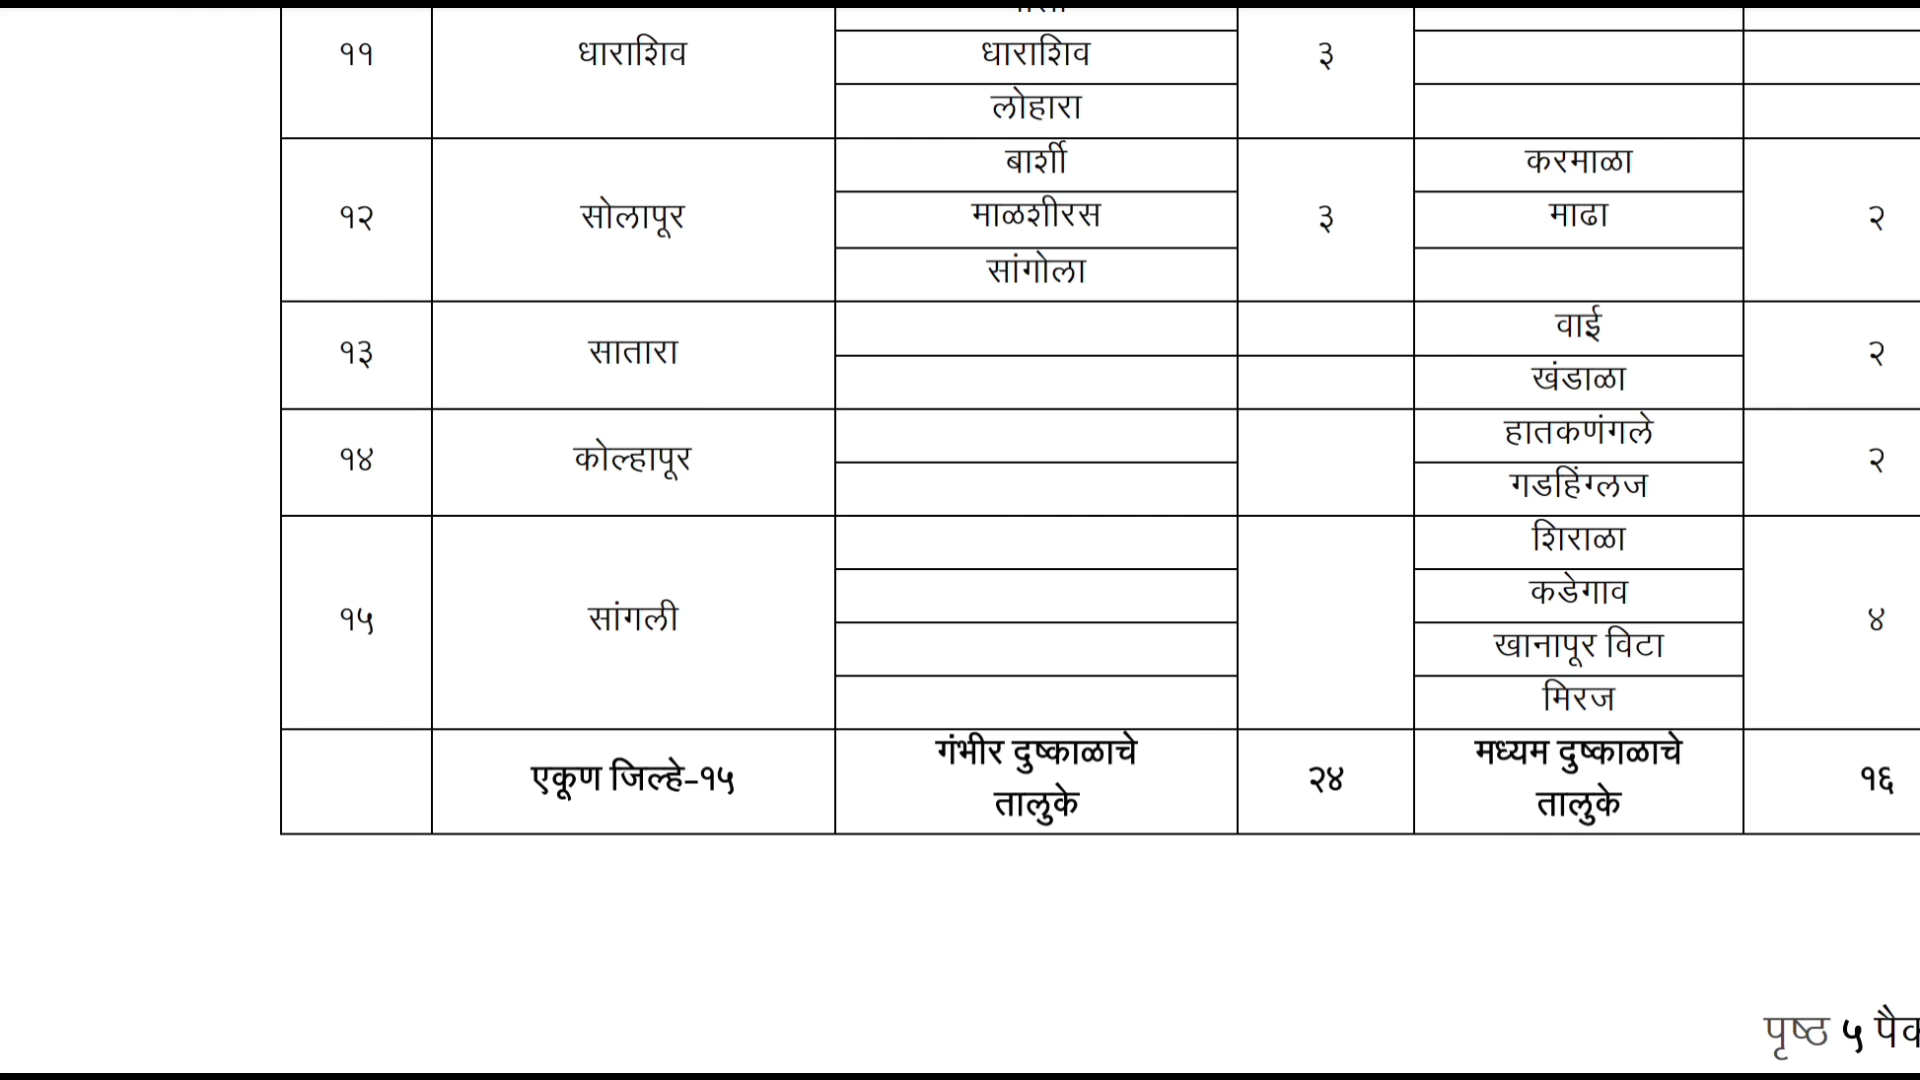 ११ धाराशिव धाराशिव ३
लोहारा
बार्शी करमाळा
१२ सोलापूर माळशीरस ३ माढा २
सांगोला
वाई
१३ सातारा २
खंडाळा
हातकणंगले
१४ कोल्हापूर २
गडहिंग्लज
शिराळा
कडेगाव
१५ सांगली ४
खानापूर विटा
मिरज
गंभीर दुष्काळाचे मध्यम दुष्काळाचे
एकूण जिल्हे-१५ २४ १६
तालुके तालुके
पृष्ठ ५